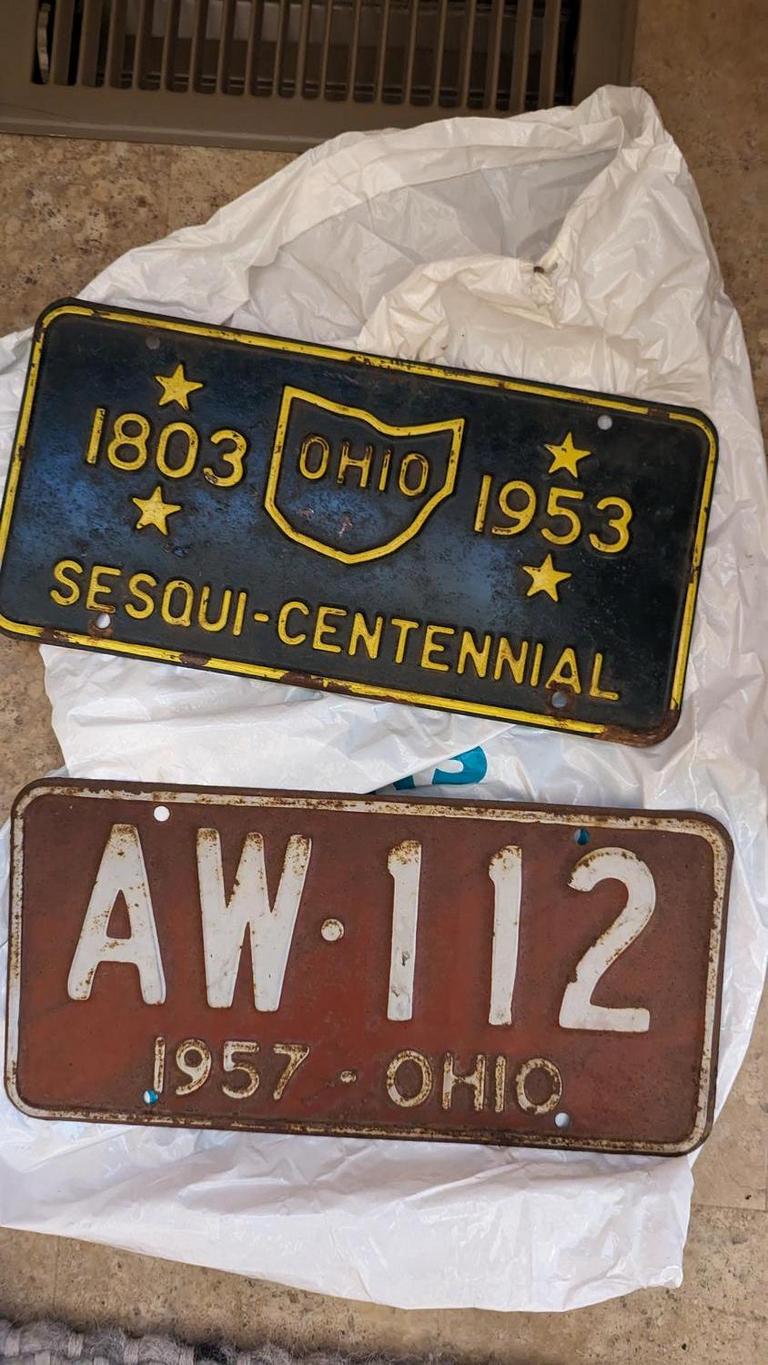 1803 OHIO 1953
SESQUI-CENTENNIAL
AW·112
1957·OHIO